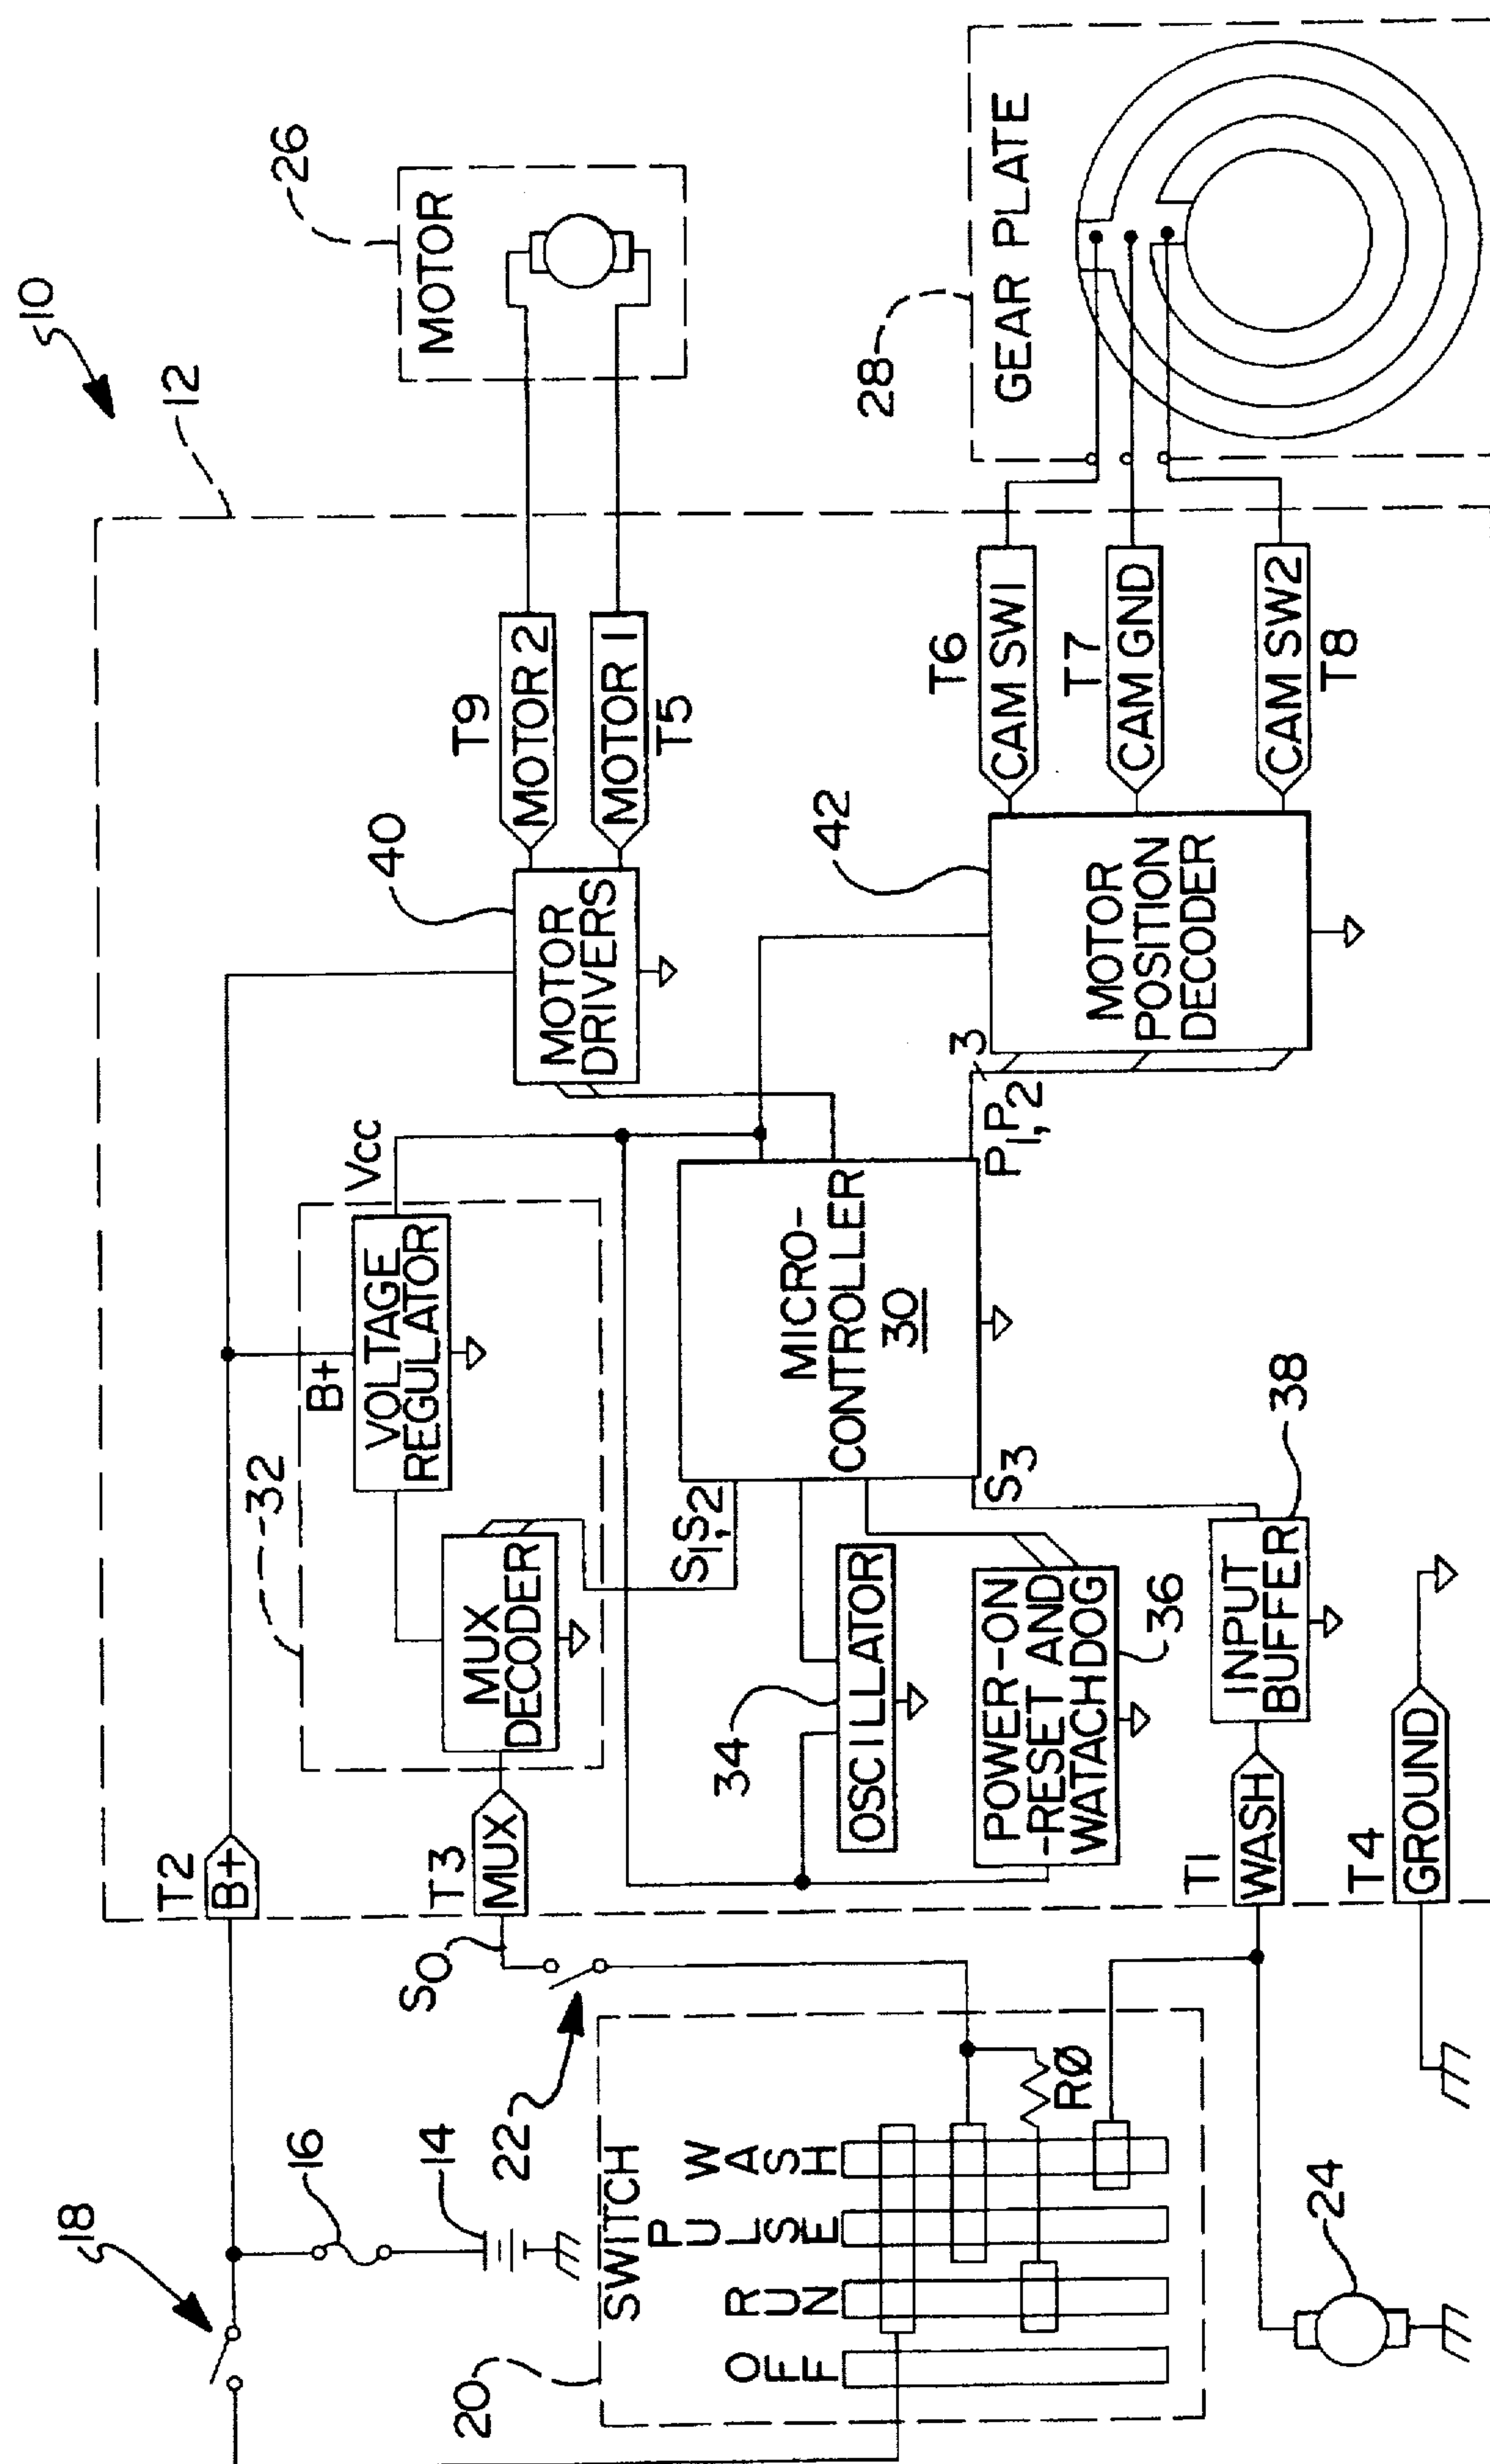 10
12
18
16
14
T2
B+
32
B+
VOLTAGE
REGULATOR
Vcc
40
MOTOR
DRIVERS
T9
MOTOR 2
MOTOR 1
T5
26
MOTOR
S0
T3
MUX
MUX
DECODER
S1,S2
22
20
SWITCH
OFF
RUN
PULSE
WASH
RØ
34
OSCILLATOR
MICRO-
CONTROLLER
30
POWER-ON
-RESET AND
WATACHDOG
36
S3
P1,P2
3
42
MOTOR
POSITION
DECODER
T6
CAM SW1
T7
CAM GND
CAM SW2
T8
28
GEAR PLATE
24
T1
WASH
INPUT
BUFFER
38
T4
GROUND